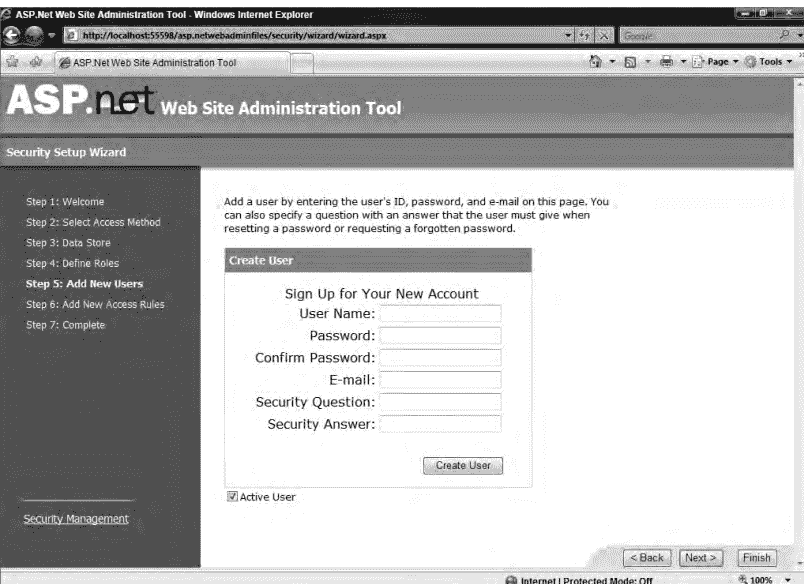 ASP.Net Web Site Administration Tool - Windows Internet Explorer
http://localhost:55598/asp.netwebadminfiles/security/wizard/wizard.aspx
Google
ASP.Net Web Site Administration Tool
Page
Tools
ASP.net Web Site Administration Tool
Security Setup Wizard
Step 1: Welcome
Step 2: Select Access Method
Step 3: Data Store
Step 4: Define Roles
Step 5: Add New Users
Step 6: Add New Access Rules
Step 7: Complete
Security Management
Add a user by entering the user's ID, password, and e-mail on this page. You
can also specify a question with an answer that the user must give when
resetting a password or requesting a forgotten password.
Create User
Sign Up for Your New Account
User Name:
Password:
Confirm Password:
E-mail:
Security Question:
Security Answer:
Create User
Active User
< Back
Next >
Finish
Internet | Protected Mode: Off
100%